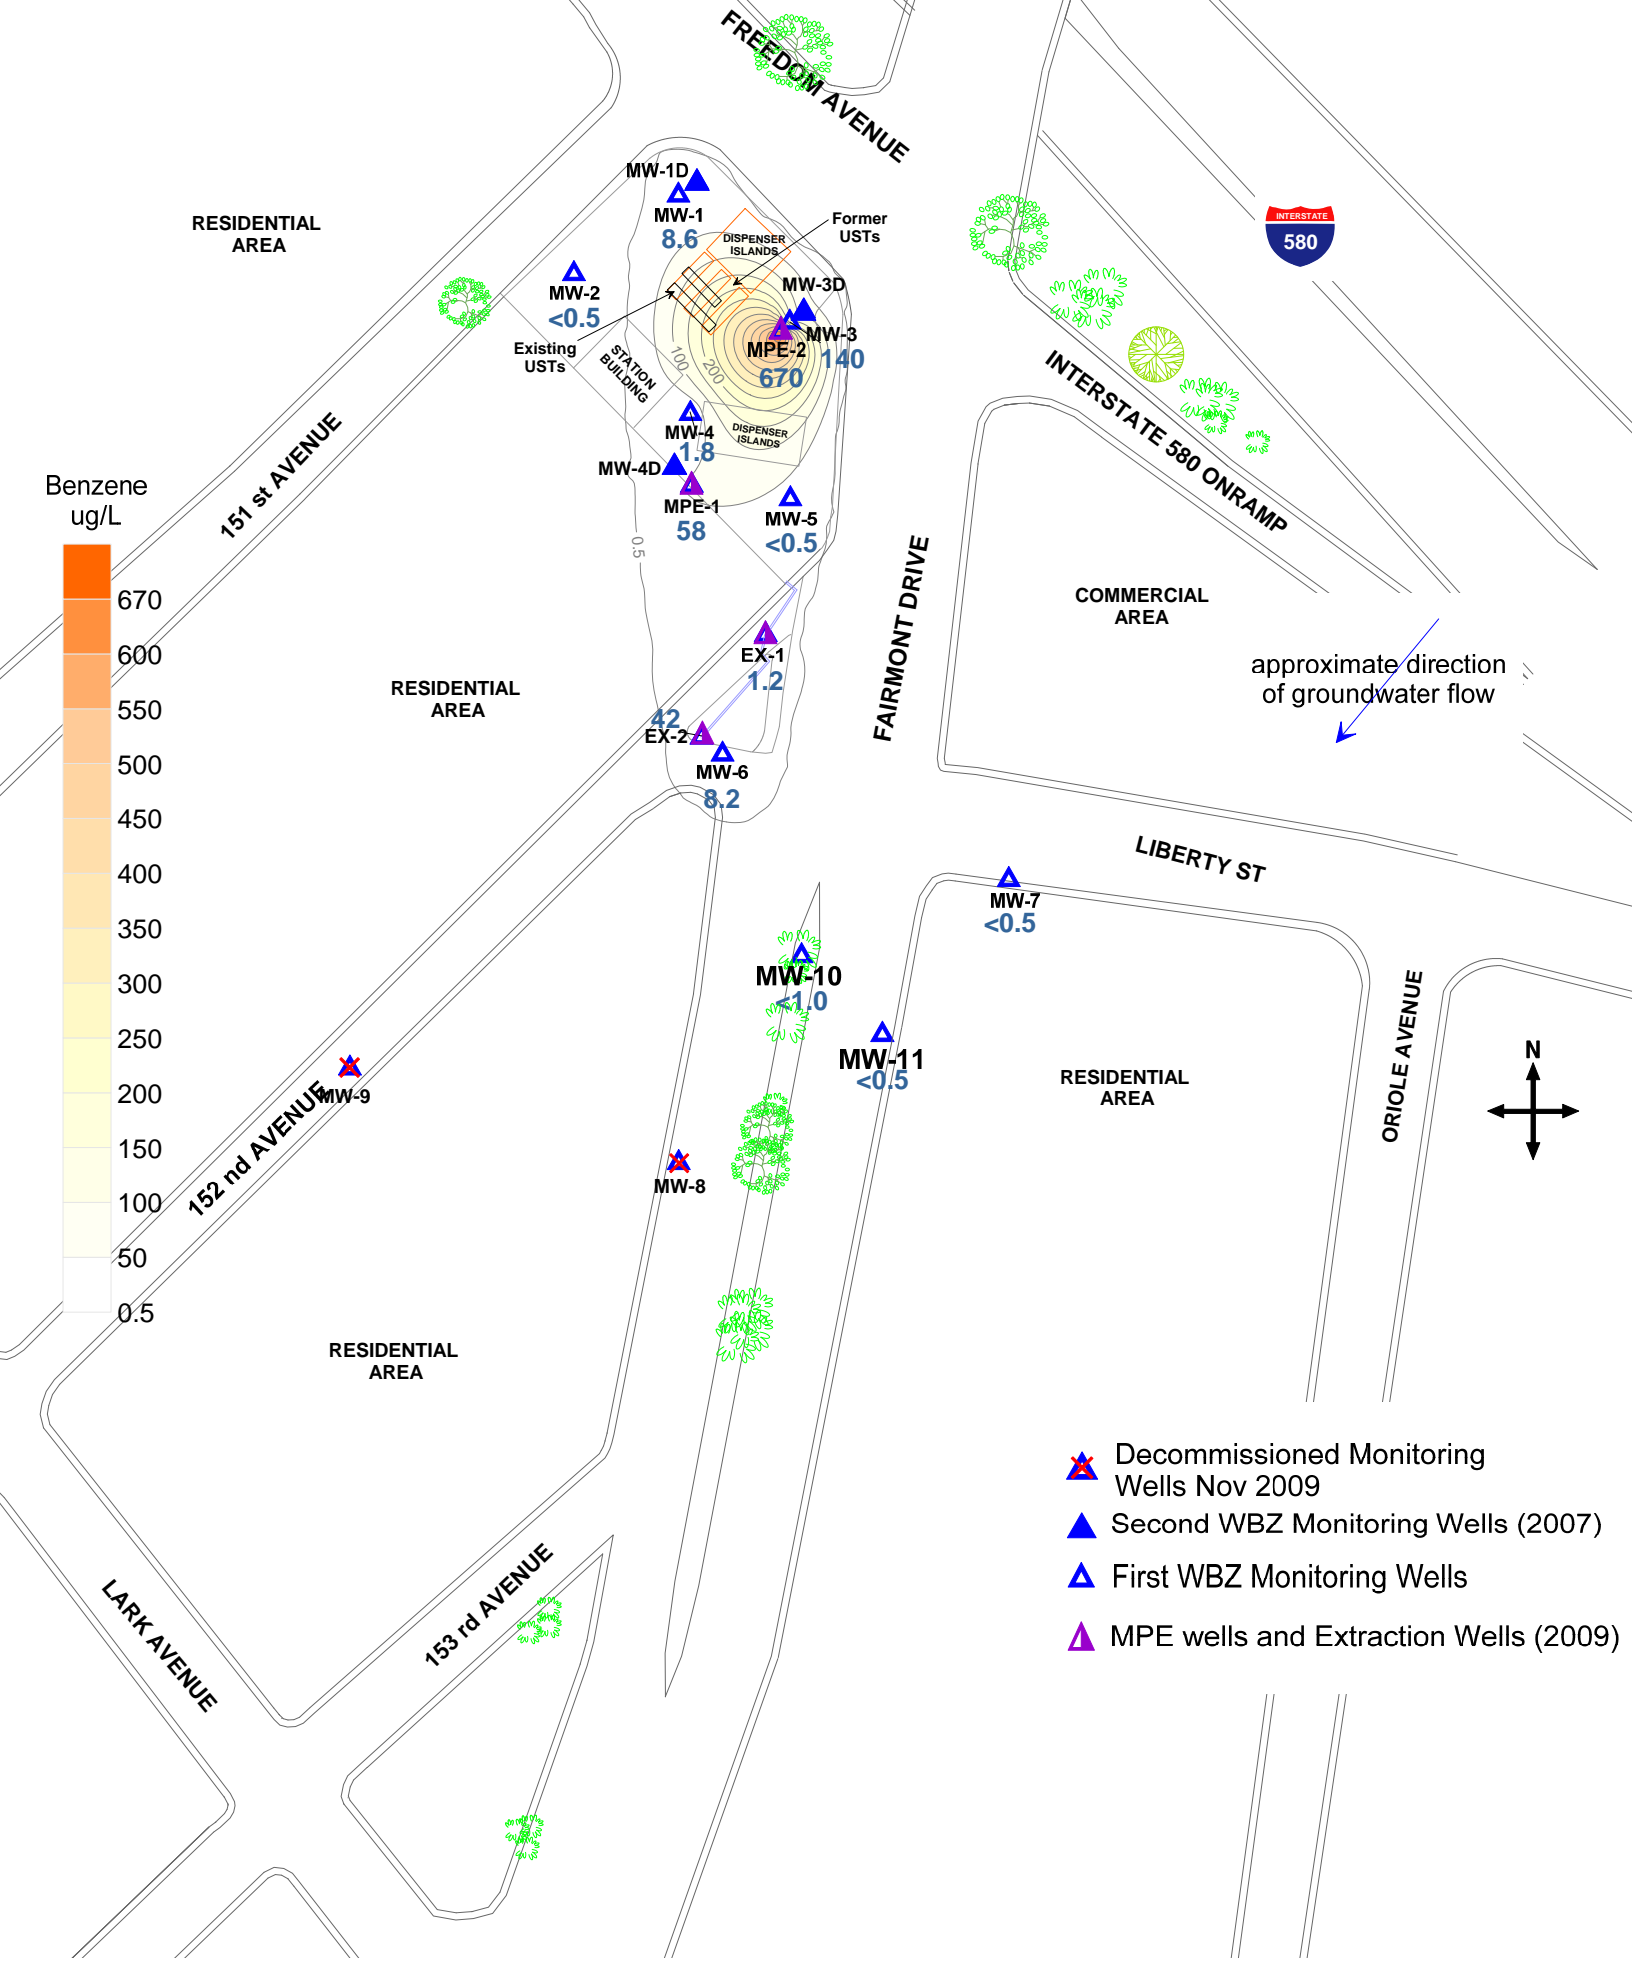 FREEDOM AVENUE
MW-1D
MW-1
8.6
RESIDENTIAL
AREA
Former
USTs
DISPENSER
ISLANDS
INTERSTATE
580
MW-2
<0.5
MW-3D
MW-3
140
MPE-2
670
Existing
USTs
STATION
BUILDING
100
200
MW-4
1.8
DISPENSER
ISLANDS
MW-4D
MPE-1
58
MW-5
<0.5
0.5
INTERSTATE 580 ONRAMP
151 st AVENUE
Benzene
ug/L
670
600
550
500
450
400
350
300
250
200
150
100
50
0.5
COMMERCIAL
AREA
FAIRMONT DRIVE
EX-1
1.2
approximate direction
of groundwater flow
RESIDENTIAL
AREA
42
EX-2
MW-6
8.2
LIBERTY ST
MW-7
<0.5
MW-10
<1.0
MW-11
<0.5
RESIDENTIAL
AREA
ORIOLE AVENUE
N
MW-9
152 nd AVENUE
MW-8
RESIDENTIAL
AREA
Decommissioned Monitoring
Wells Nov 2009
Second WBZ Monitoring Wells (2007)
First WBZ Monitoring Wells
MPE wells and Extraction Wells (2009)
LARK AVENUE
153 rd AVENUE